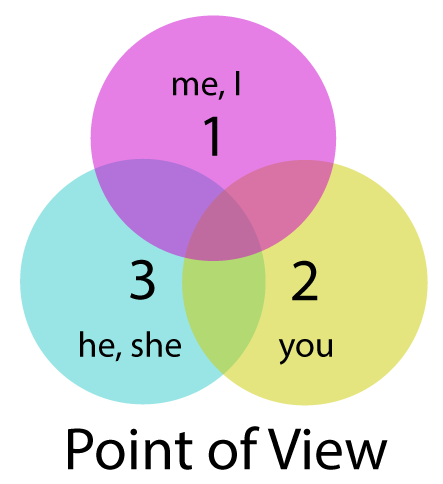 me, I
1
3
2
he, she
you
Point of View